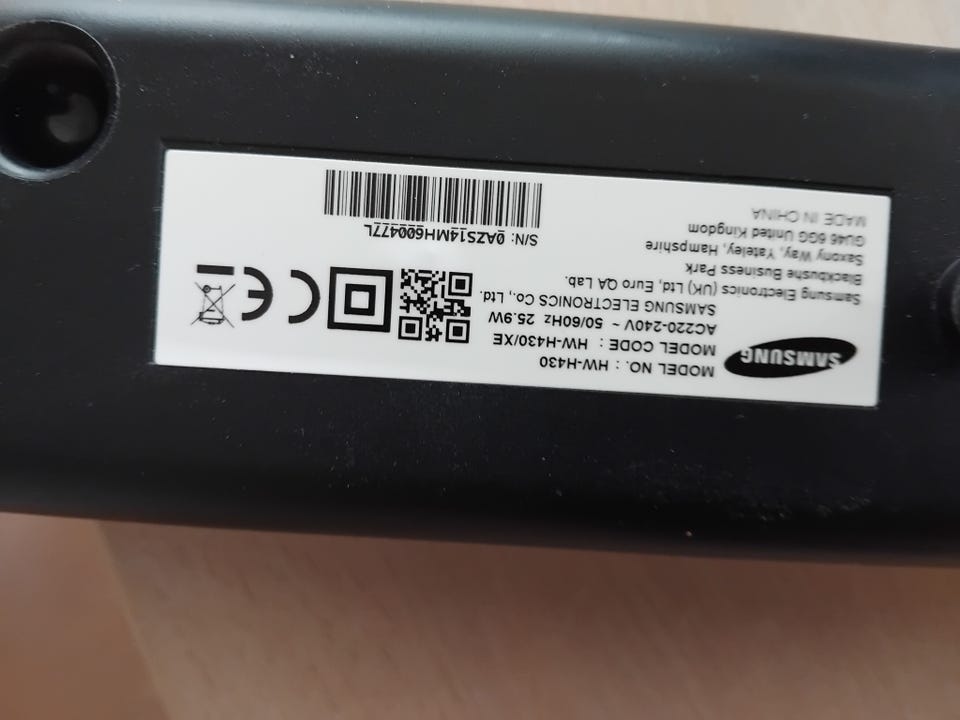 SAMSUNG
MODEL NO. : HW-H430
MODEL CODE : HW-H430/XE
AC220-240V ~ 50/60Hz 25.9W
SAMSUNG ELECTRONICS Co., Ltd.
Samsung Electronics (UK) Ltd, Euro QA Lab.
Blackbushe Business Park
Saxony Way, Yateley, Hampshire
GU46 6GG United Kingdom
MADE IN CHINA
S/N: 0AZS14MH600477L
CE